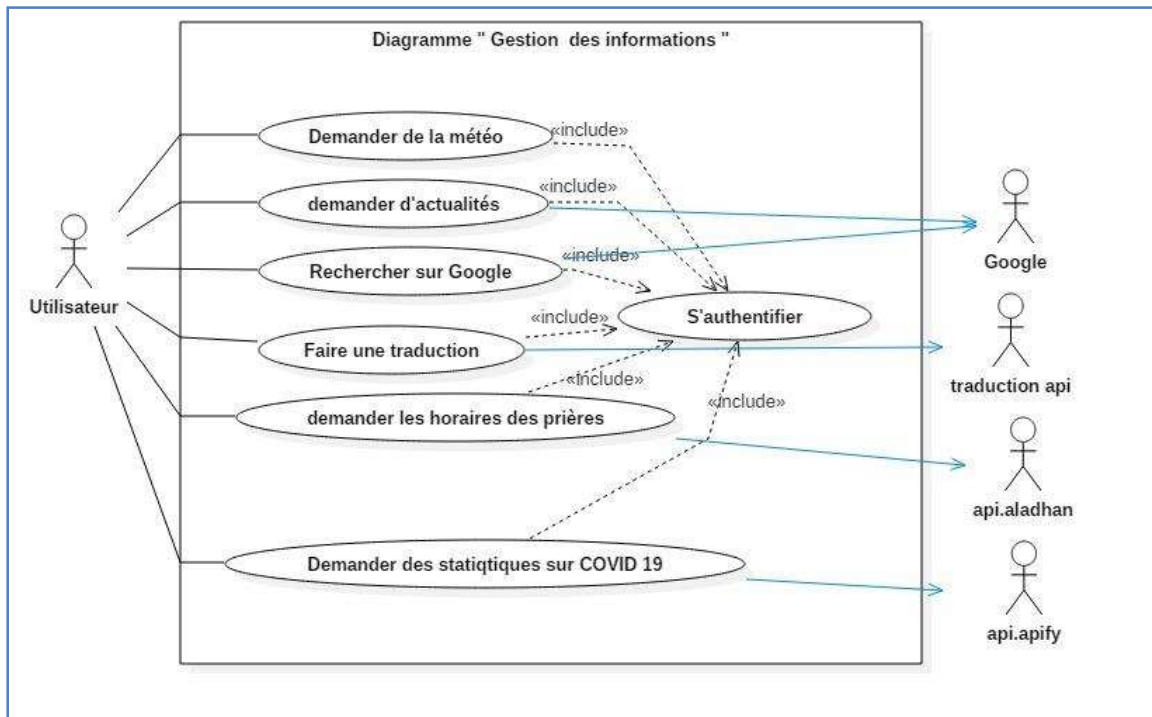 Diagramme " Gestion des informations "
Demander de la météo
«include»
demander d'actualités
«include»
Rechercher sur Google
«include»
Google
Utilisateur
S'authentifier
«include»
Faire une traduction
traduction api
«include»
demander les horaires des prières
«include»
api.aladhan
Demander des statiqtiques sur COVID 19
api.apify